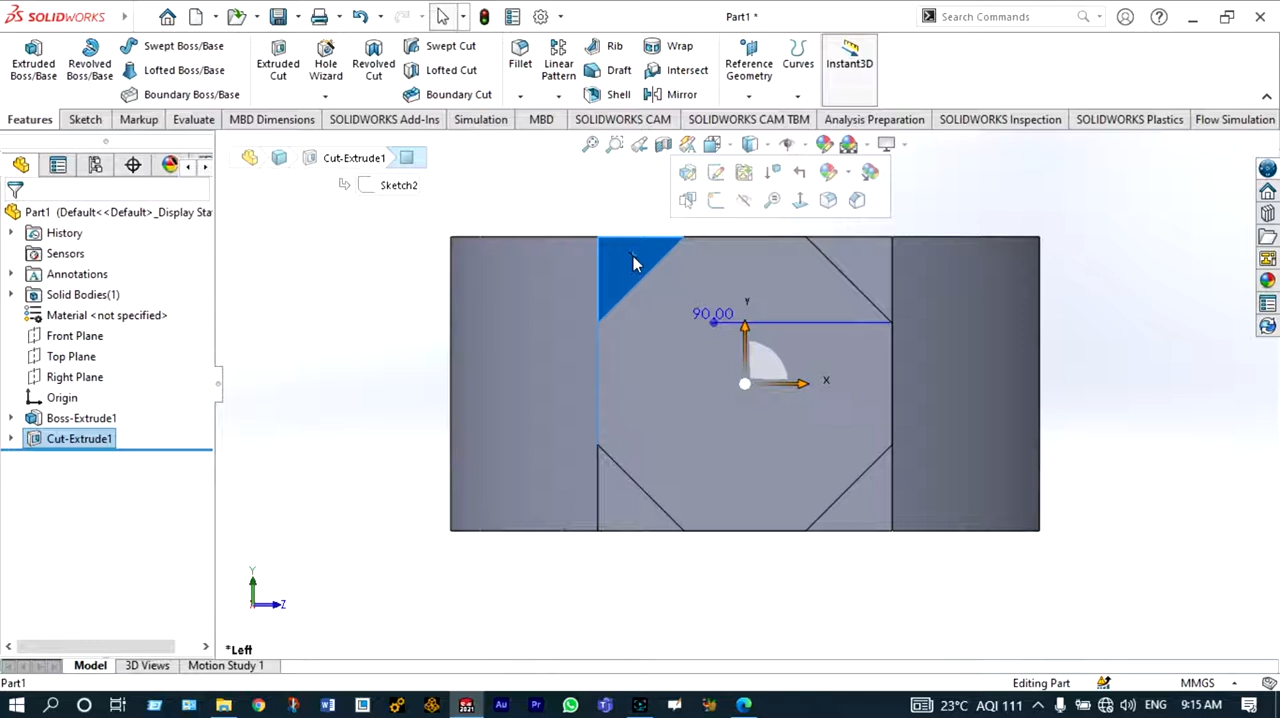 SOLIDWORKS
Part1 *
Search Commands
Extruded Boss/Base
Revolved Boss/Base
Swept Boss/Base
Lofted Boss/Base
Boundary Boss/Base
Extruded Cut
Hole Wizard
Revolved Cut
Swept Cut
Lofted Cut
Boundary Cut
Fillet
Linear Pattern
Rib
Draft
Shell
Wrap
Intersect
Mirror
Reference Geometry
Curves
Instant3D
Features Sketch Markup Evaluate MBD Dimensions SOLIDWORKS Add-Ins Simulation MBD SOLIDWORKS CAM SOLIDWORKS CAM TBM Analysis Preparation SOLIDWORKS Inspection SOLIDWORKS Plastics Flow Simulation
Cut-Extrude1
Sketch2
Part1 (Default<<Default>_Display Sta
History
Sensors
Annotations
Solid Bodies(1)
Material <not specified>
Front Plane
Top Plane
Right Plane
Origin
Boss-Extrude1
Cut-Extrude1
90.00
Y
X
Y
Z
*Left
Model 3D Views Motion Study 1
Part1
Editing Part
MMGS
23°C AQI 111
ENG
9:15 AM